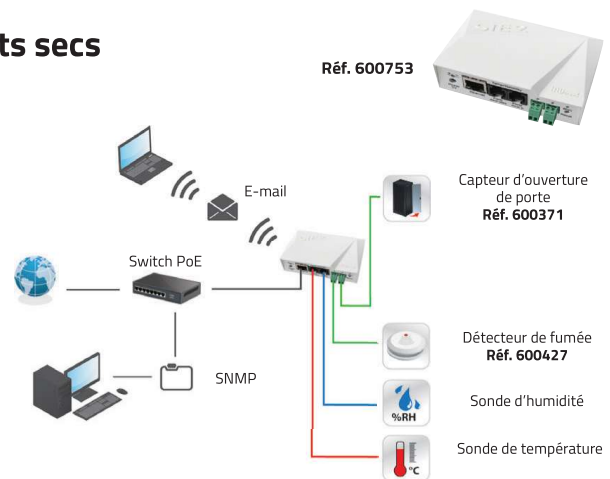 ts secs
Réf. 600753
E-mail
Capteur d'ouverture
de porte
Réf. 600371
Switch PoE
Détecteur de fumée
Réf. 600427
SNMP
Sonde d'humidité
%RH
Sonde de température
°C